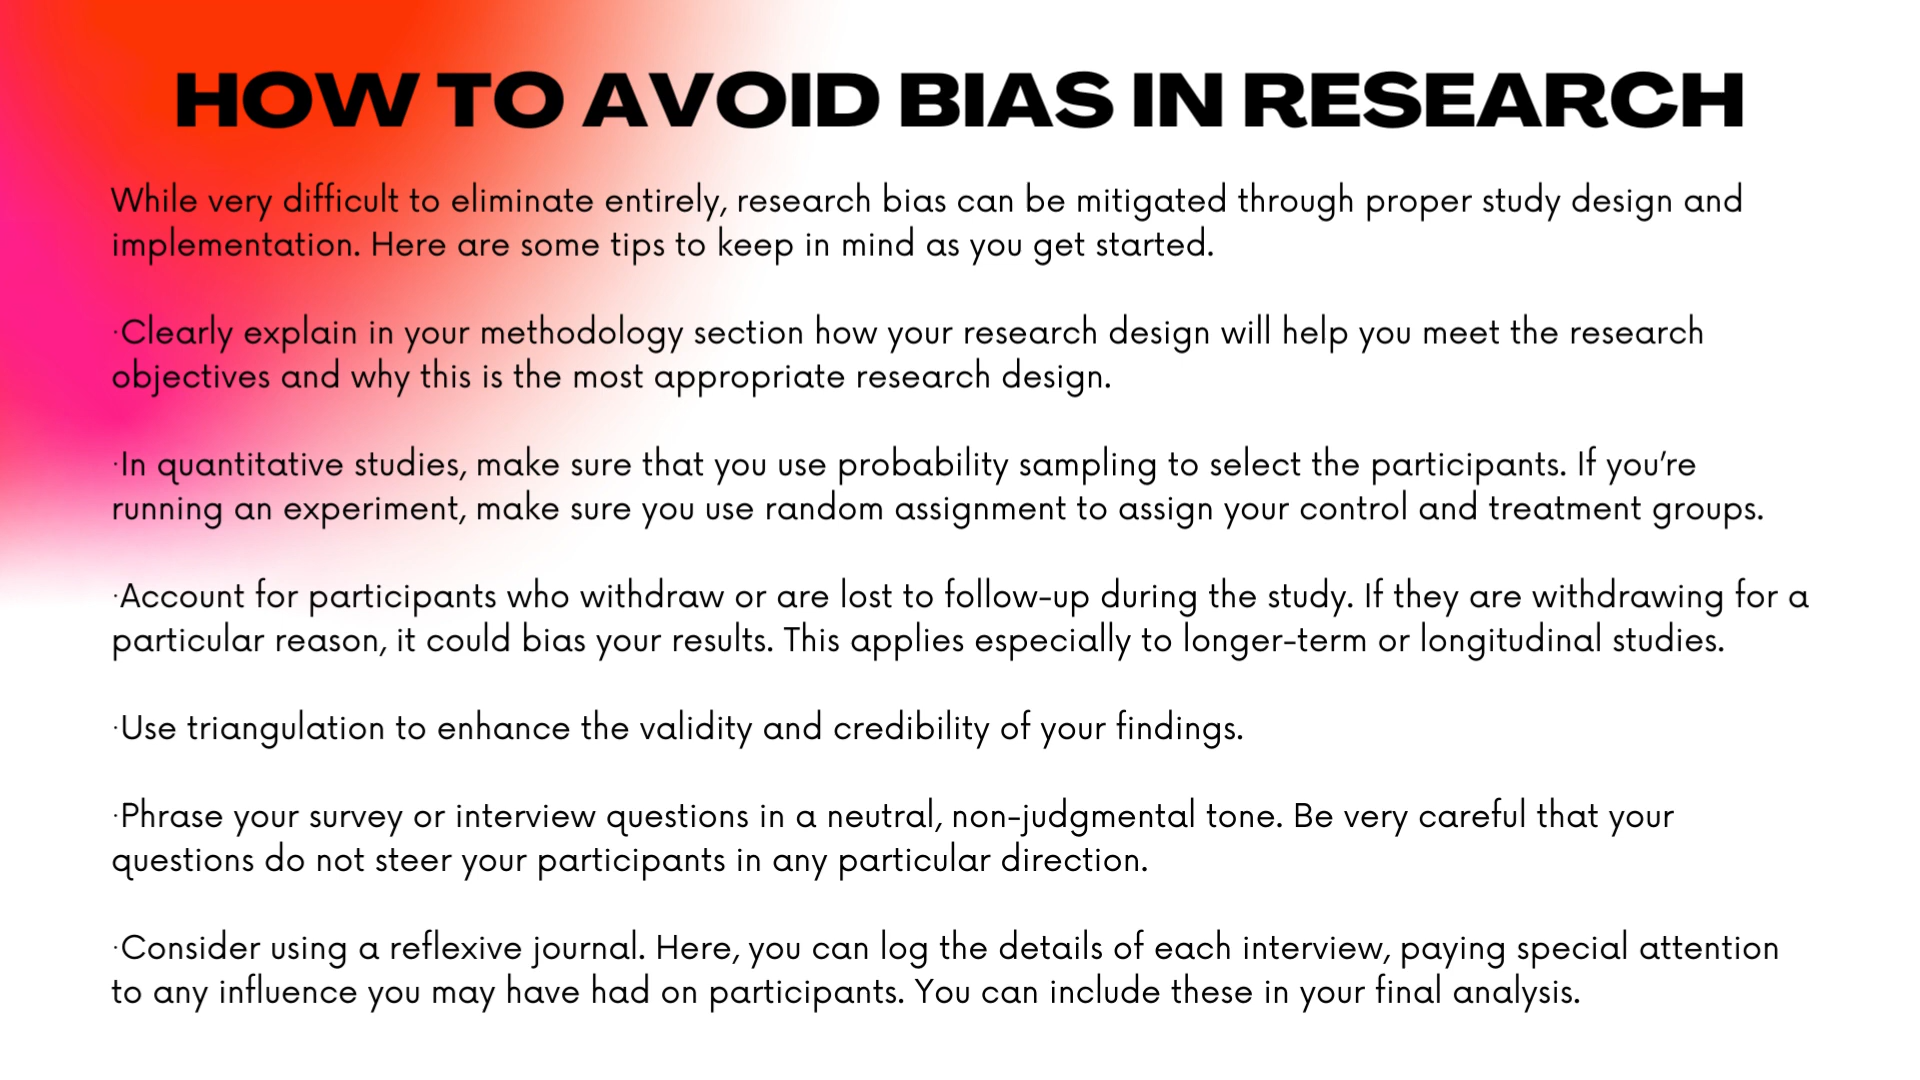 HOW TO AVOID BIAS IN RESEARCH
While very difficult to eliminate entirely, research bias can be mitigated through proper study design and
implementation. Here are some tips to keep in mind as you get started.
·Clearly explain in your methodology section how your research design will help you meet the research
objectives and why this is the most appropriate research design.
·In quantitative studies, make sure that you use probability sampling to select the participants. If you’re
running an experiment, make sure you use random assignment to assign your control and treatment groups.
·Account for participants who withdraw or are lost to follow-up during the study. If they are withdrawing for a
particular reason, it could bias your results. This applies especially to longer-term or longitudinal studies.
·Use triangulation to enhance the validity and credibility of your findings.
·Phrase your survey or interview questions in a neutral, non-judgmental tone. Be very careful that your
questions do not steer your participants in any particular direction.
·Consider using a reflexive journal. Here, you can log the details of each interview, paying special attention
to any influence you may have had on participants. You can include these in your final analysis.